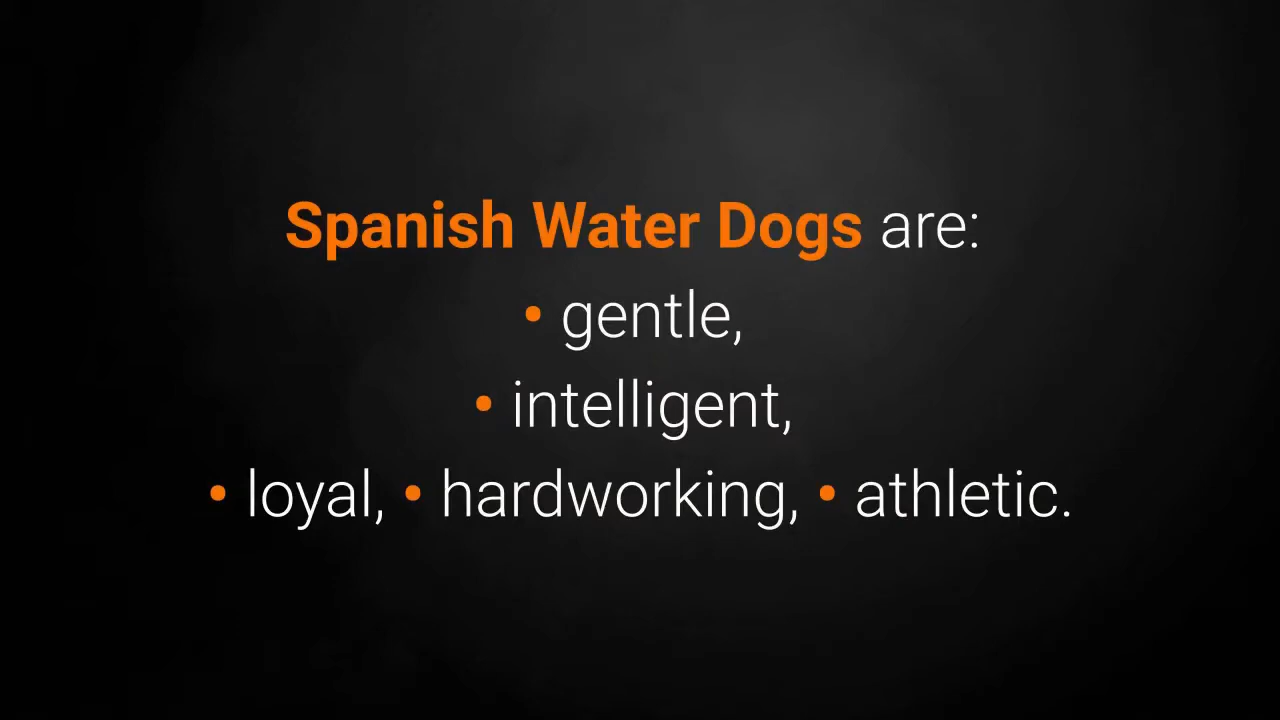 Spanish Water Dogs are:
• gentle,
• intelligent,
• loyal, • hardworking, • athletic.